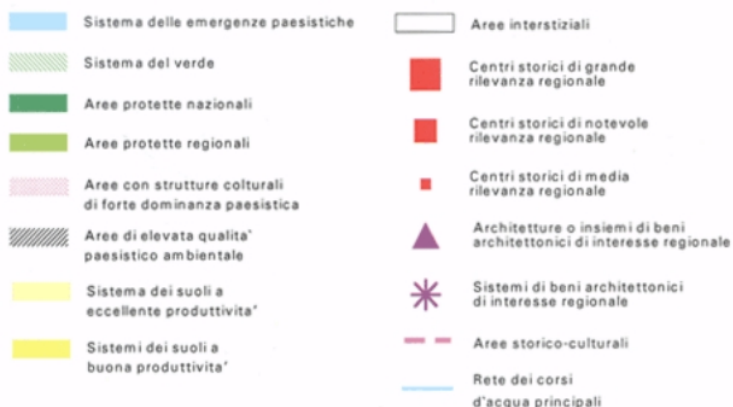 Sistema delle emergenze paesistiche
Sistema del verde
Aree protette nazionali
Aree protette regionali
Aree con strutture colturali
di forte dominanza paesistica
Aree di elevata qualita'
paesistico ambientale
Sistema dei suoli a
eccellente produttivita'
Sistemi dei suoli a
buona produttivita'
Aree interstiziali
Centri storici di grande
rilevanza regionale
Centri storici di notevole
rilevanza regionale
Centri storici di media
rilevanza regionale
Architetture o insiemi di beni
architettonici di interesse regionale
Sistemi di beni architettonici
di interesse regionale
Aree storico-culturali
Rete dei corsi
d'acqua principali